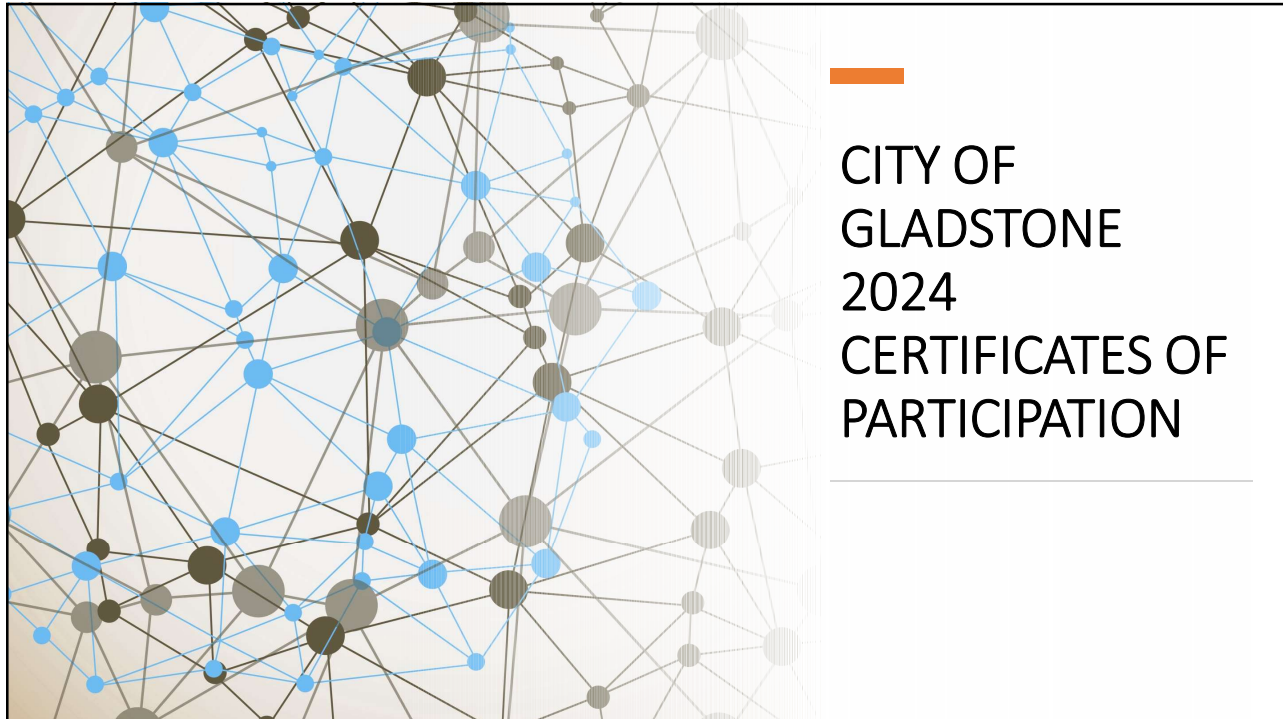 CITY OF
GLADSTONE
2024
CERTIFICATES OF
PARTICIPATION